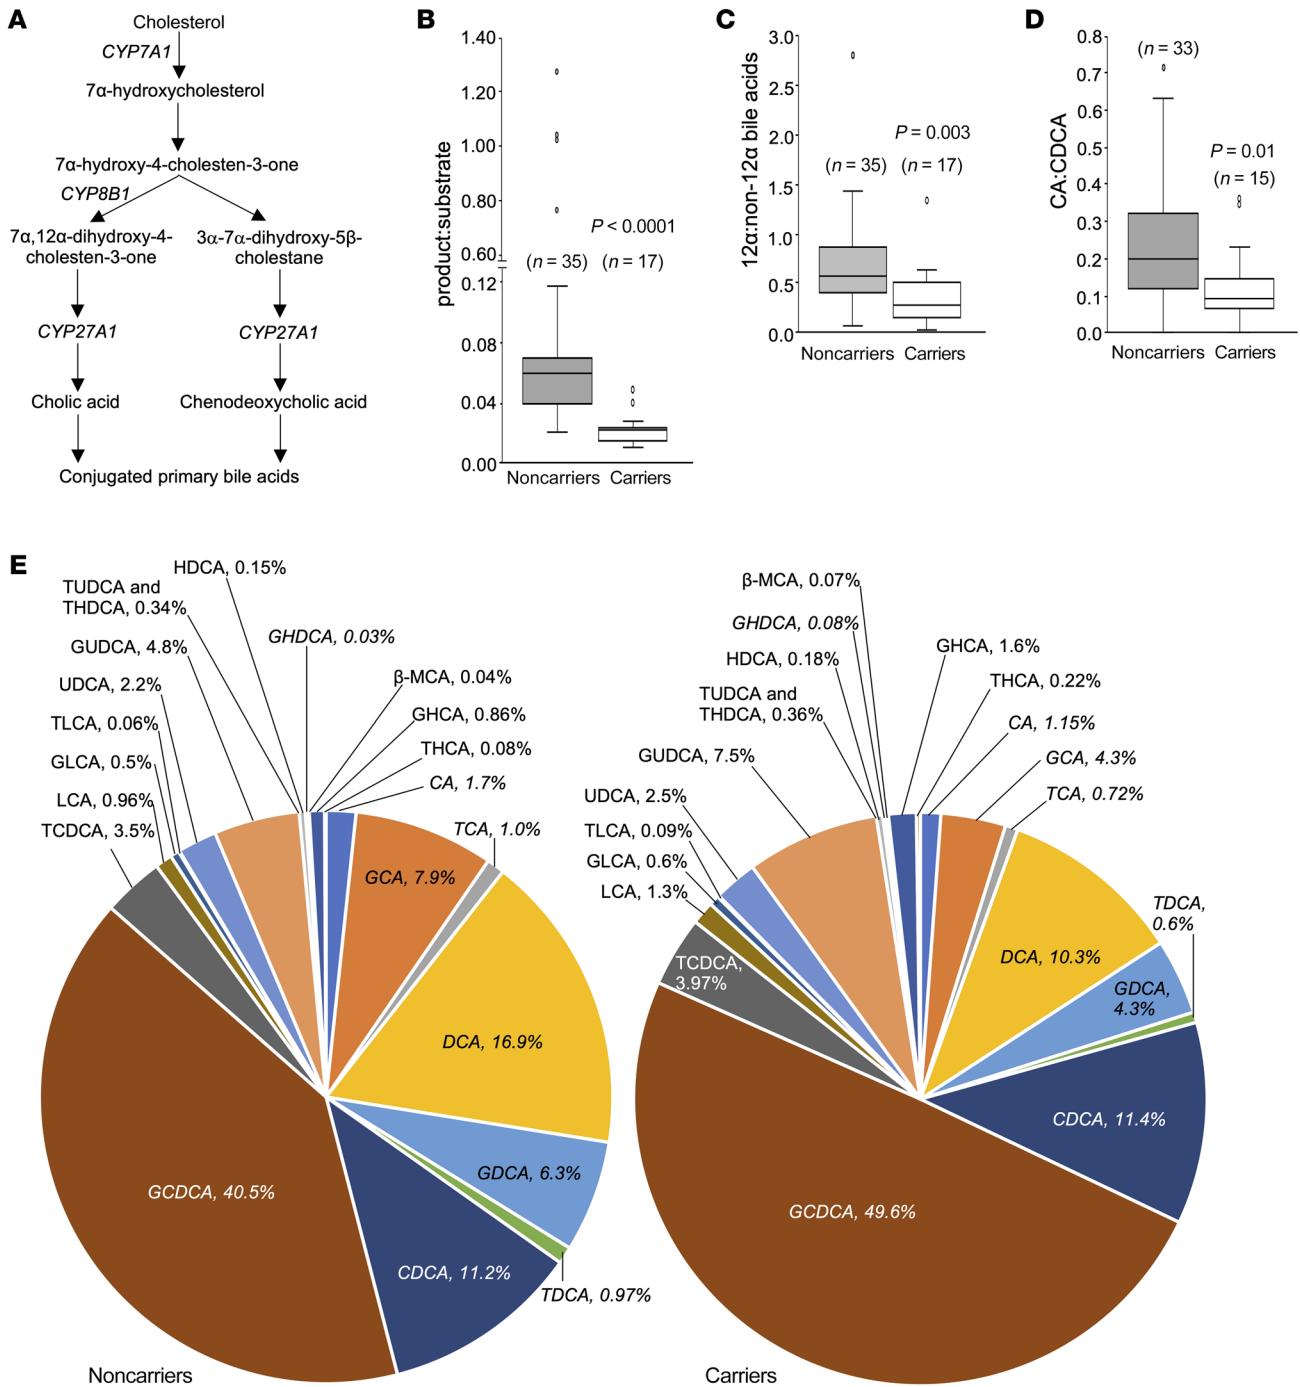 A
Cholesterol
CYP7A1
7α-hydroxycholesterol
7α-hydroxy-4-cholesten-3-one
CYP8B1
7α,12α-dihydroxy-4-
cholesten-3-one
3α-7α-dihydroxy-5β-
cholestane
CYP27A1
CYP27A1
Cholic acid
Chenodeoxycholic acid
Conjugated primary bile acids
B
product:substrate
1.40
1.20
1.00
0.80
0.60
0.12
0.08
0.04
0.00
P < 0.0001
(n = 35)
(n = 17)
Noncarriers
Carriers
C
12α:non-12α bile acids
3.0
2.5
2.0
1.5
1.0
0.5
0.0
P = 0.003
(n = 35)
(n = 17)
Noncarriers
Carriers
D
CA:CDCA
0.8
0.7
0.6
0.5
0.4
0.3
0.2
0.1
0.0
(n = 33)
P = 0.01
(n = 15)
Noncarriers
Carriers
E
HDCA, 0.15%
TUDCA and
THDCA, 0.34%
GUDCA, 4.8%
UDCA, 2.2%
TLCA, 0.06%
GLCA, 0.5%
LCA, 0.96%
TCDCA, 3.5%
GHDCA, 0.03%
β-MCA, 0.04%
GHCA, 0.86%
THCA, 0.08%
CA, 1.7%
TCA, 1.0%
GCA, 7.9%
DCA, 16.9%
GDCA, 6.3%
TDCA, 0.97%
CDCA, 11.2%
GCDCA, 40.5%
Noncarriers
β-MCA, 0.07%
GHDCA, 0.08%
HDCA, 0.18%
TUDCA and
THDCA, 0.36%
GUDCA, 7.5%
UDCA, 2.5%
TLCA, 0.09%
GLCA, 0.6%
LCA, 1.3%
TCDCA,
3.97%
GHCA, 1.6%
THCA, 0.22%
CA, 1.15%
GCA, 4.3%
TCA, 0.72%
DCA, 10.3%
TDCA,
0.6%
GDCA,
4.3%
CDCA, 11.4%
GCDCA, 49.6%
Carriers